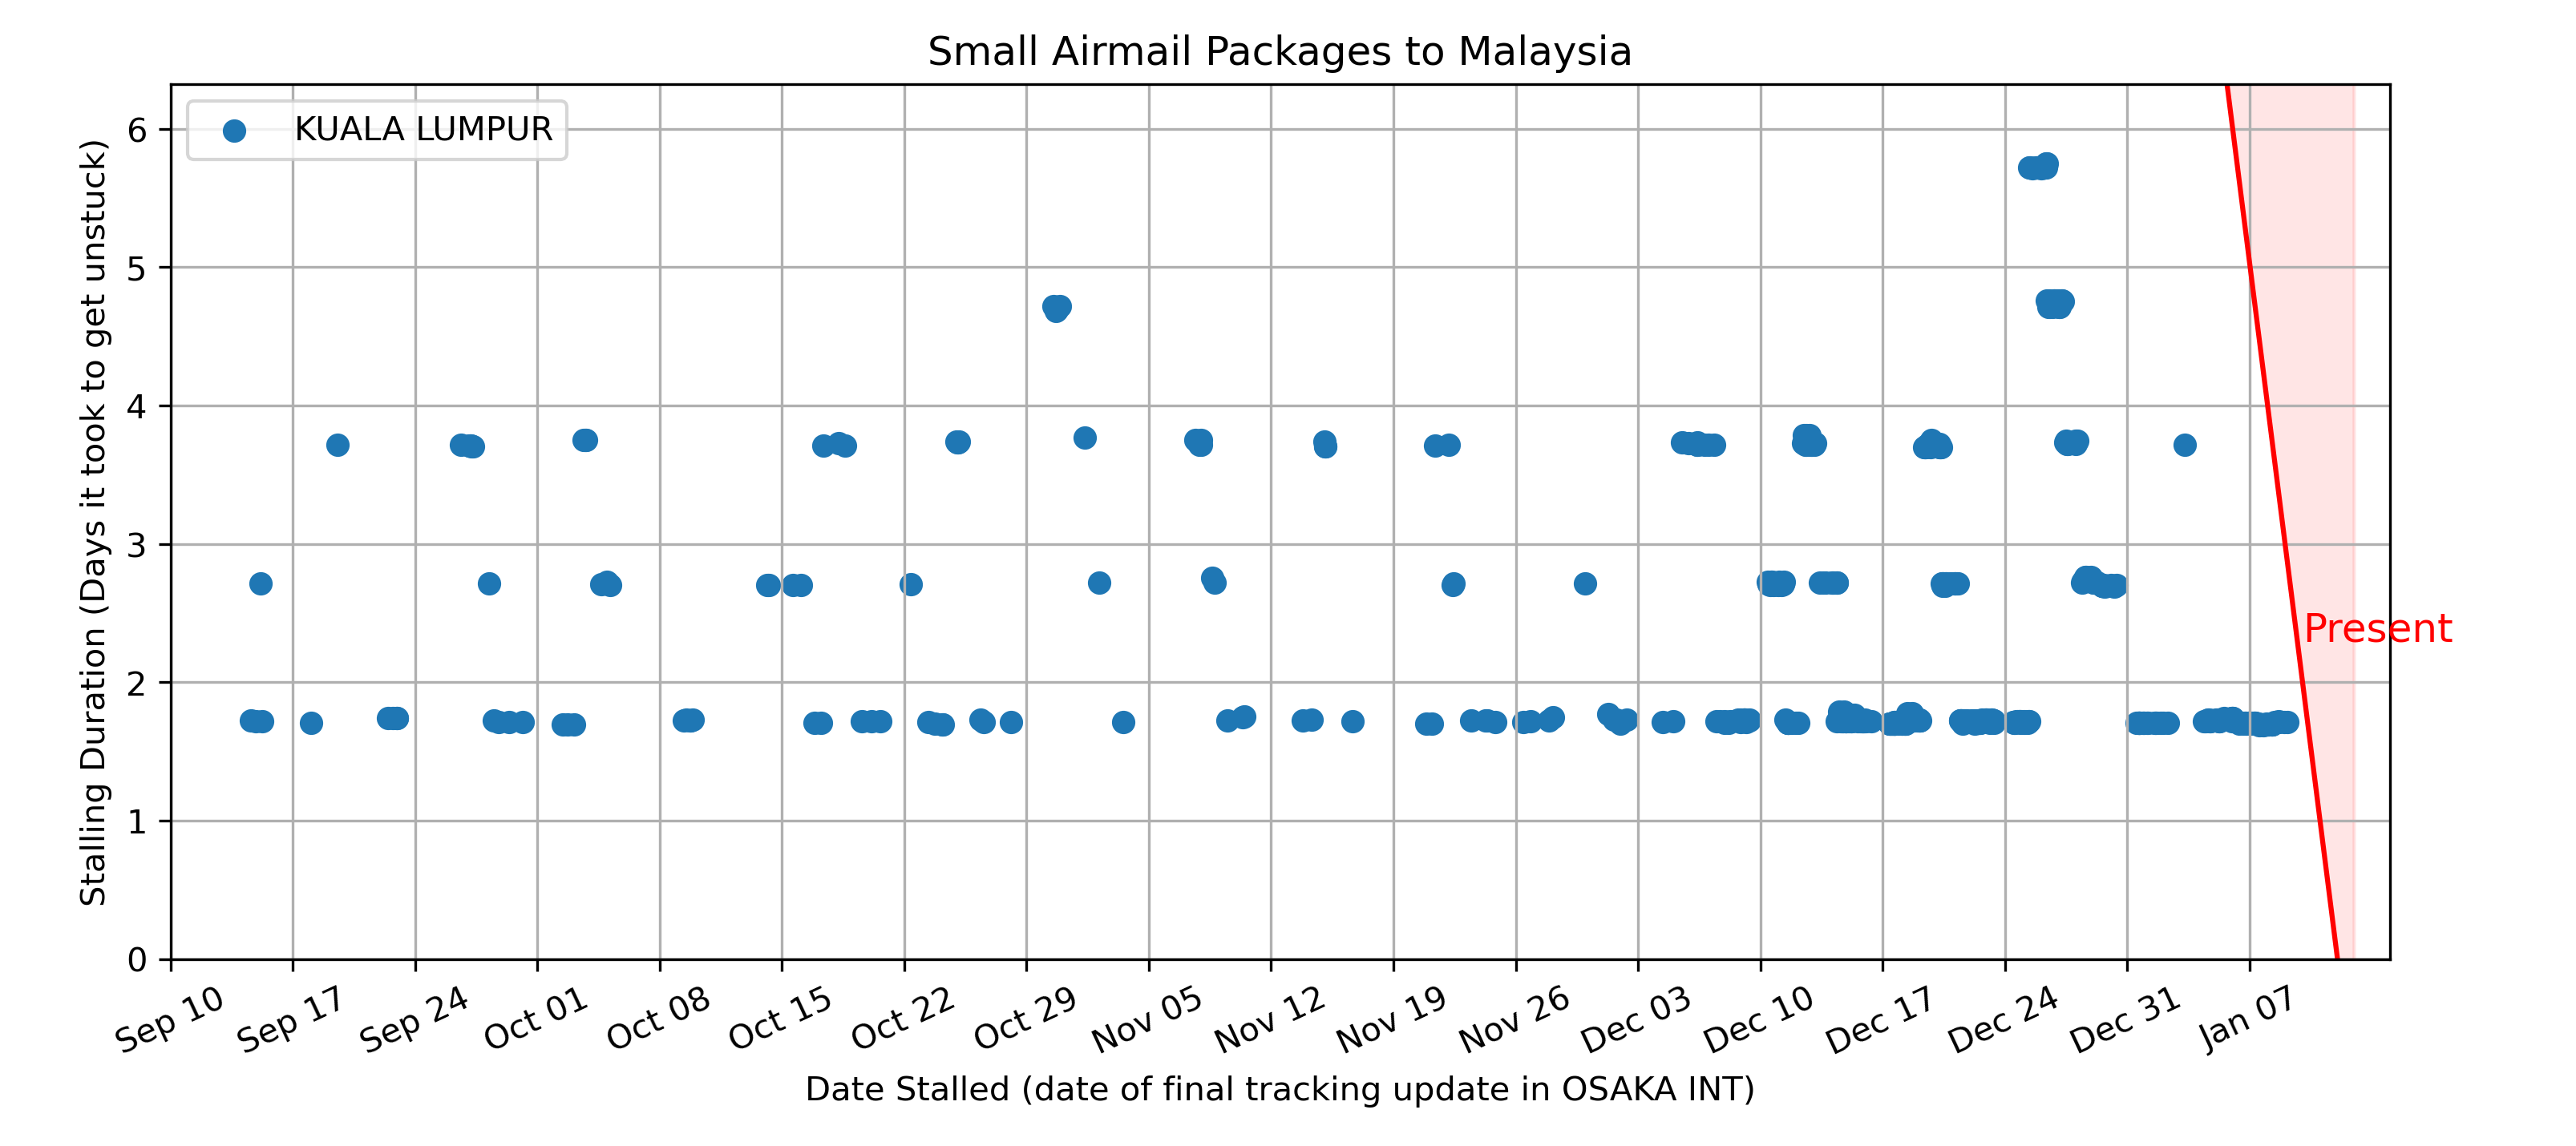 Small Airmail Packages to Malaysia
KUALA LUMPUR
Stalling Duration (Days it took to get unstuck)
6
5
4
3
2
1
0
Present
Sep 10
Sep 17
Sep 24
Oct 01
Oct 08
Oct 15
Oct 22
Oct 29
Nov 05
Nov 12
Nov 19
Nov 26
Dec 03
Dec 10
Dec 17
Dec 24
Dec 31
Jan 07
Date Stalled (date of final tracking update in OSAKA INT)